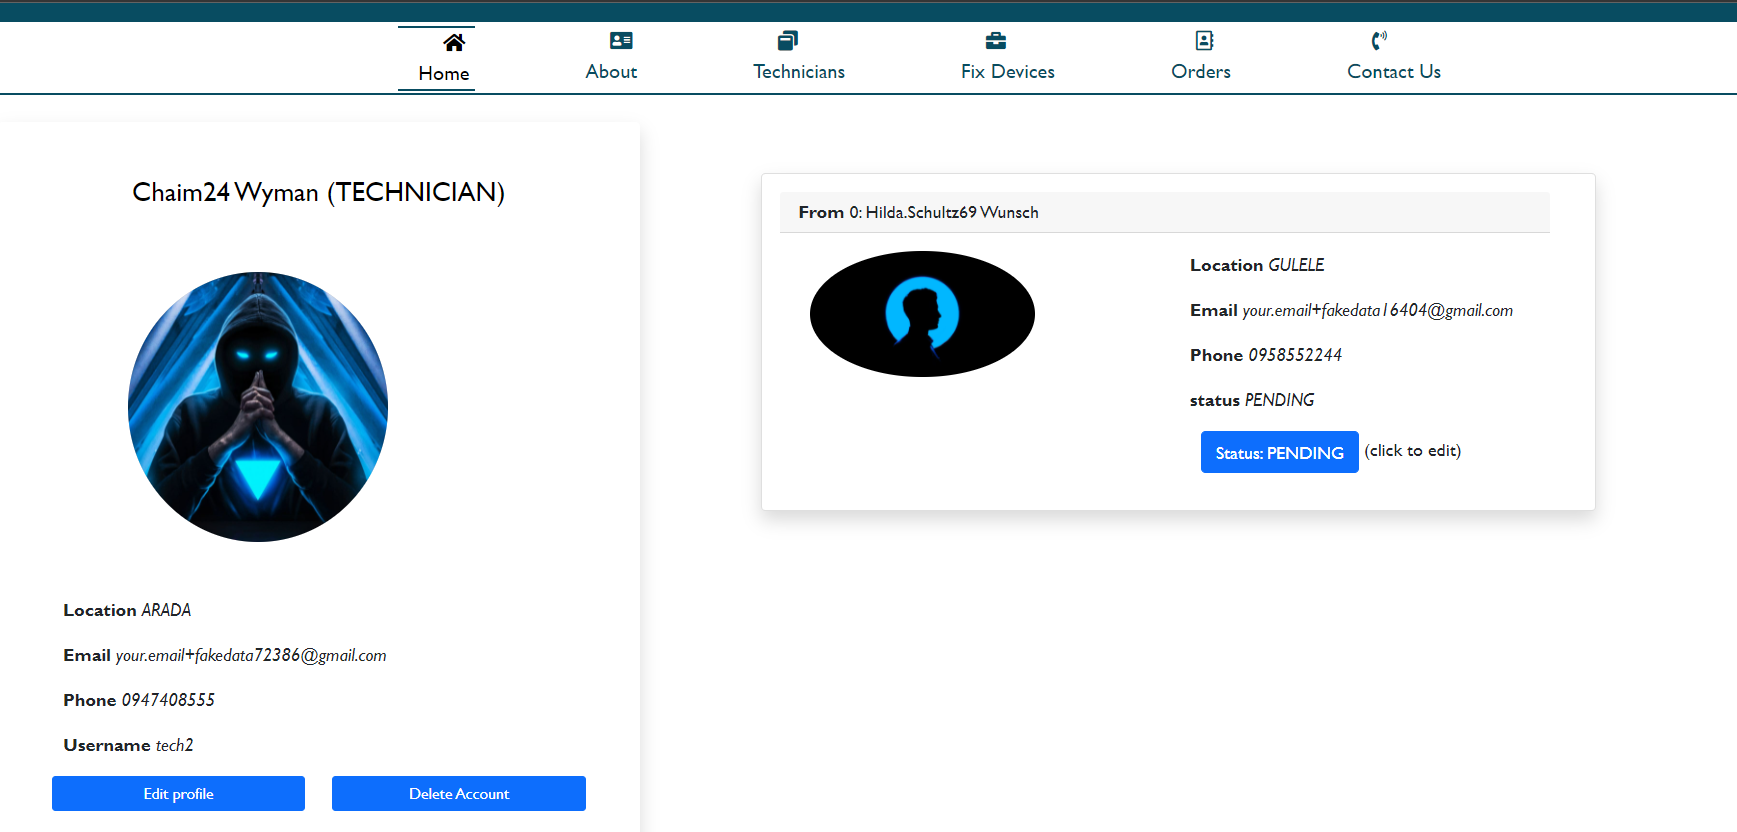 Home About Technicians Fix Devices Orders Contact Us
Chaim24 Wyman (TECHNICIAN)
Location ARADA
Email your.email+fakedata72386@gmail.com
Phone 0947408555
Username tech2
Edit profile Delete Account
From 0: Hilda.Schultz69 Wunsch
Location GULELE
Email your.email+fakedata16404@gmail.com
Phone 0958552244
status PENDING
Status: PENDING (click to edit)